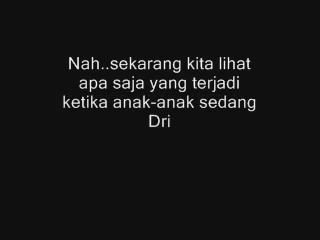 Nah..sekarang kita lihat
apa saja yang terjadi
ketika anak-anak sedang
Dri